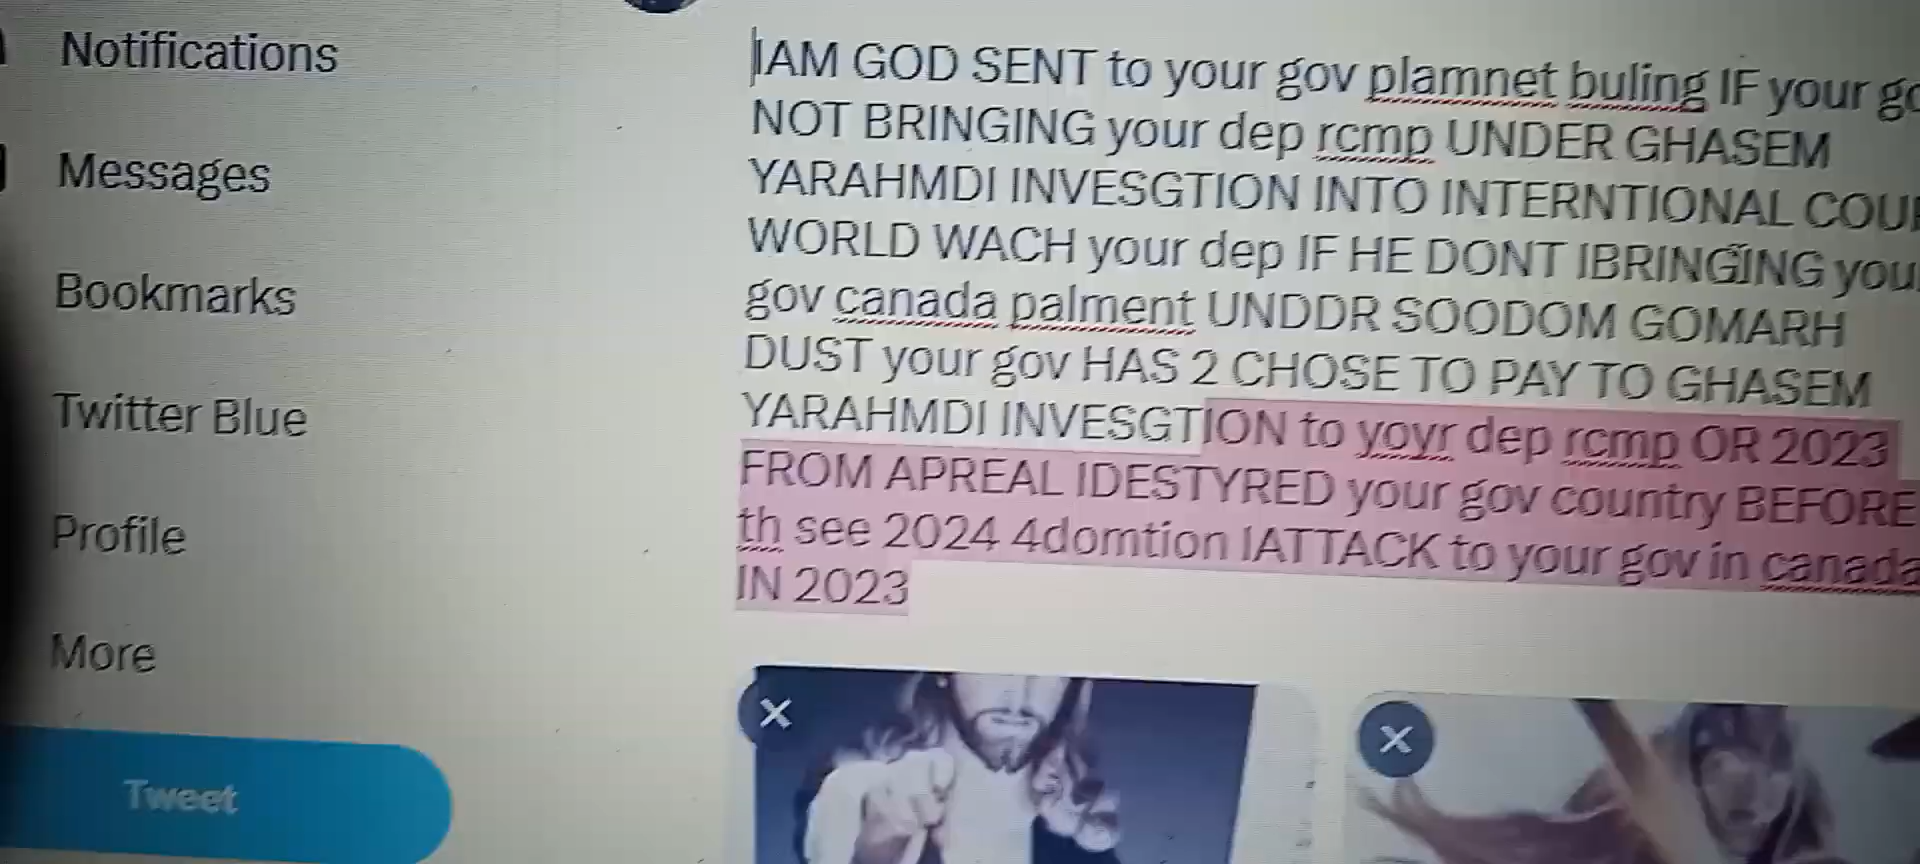 Notifications
Messages
Bookmarks
Twitter Blue
Profile
More
Tweet
IAM GOD SENT to your gov plamnet buling IF your
NOT BRINGING your dep rcmp UNDER GHASEM
YARAHMDI INVESGTION INTO INTERNTIONAL
WORLD WACH your dep IF HE DONT IBRINGING
gov canada palment UNDDR SOODOM GOMARH
DUST your gov HAS 2 CHOSE TO PAY TO GHASEM
YARAHMDI INVESGTION to yoyr dep rcmp OR 2023
FROM APREAL IDESTYRED your gov country BEFORE
th see 2024 4domtion IATTACK to your gov in canada
IN 2023